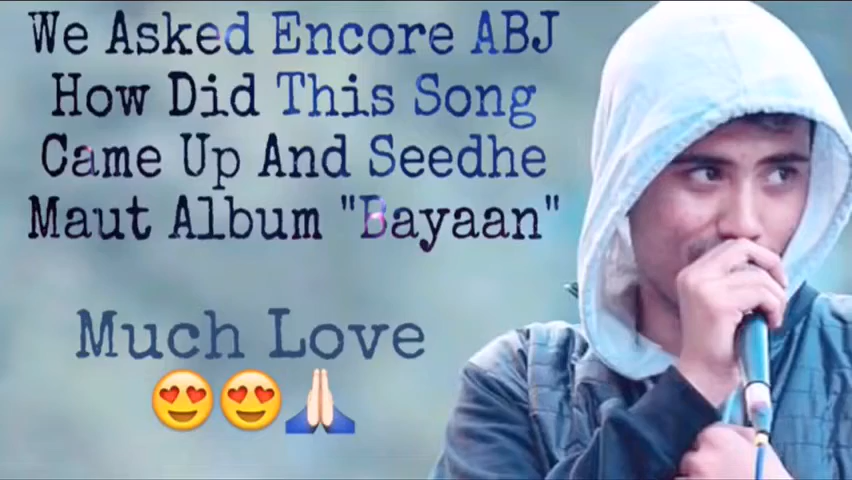 We Asked Encore ABJ
How Did This Song
Came Up And Seedhe
Maut Album "Bayaan"
Much Love
😍😍🙏🏻